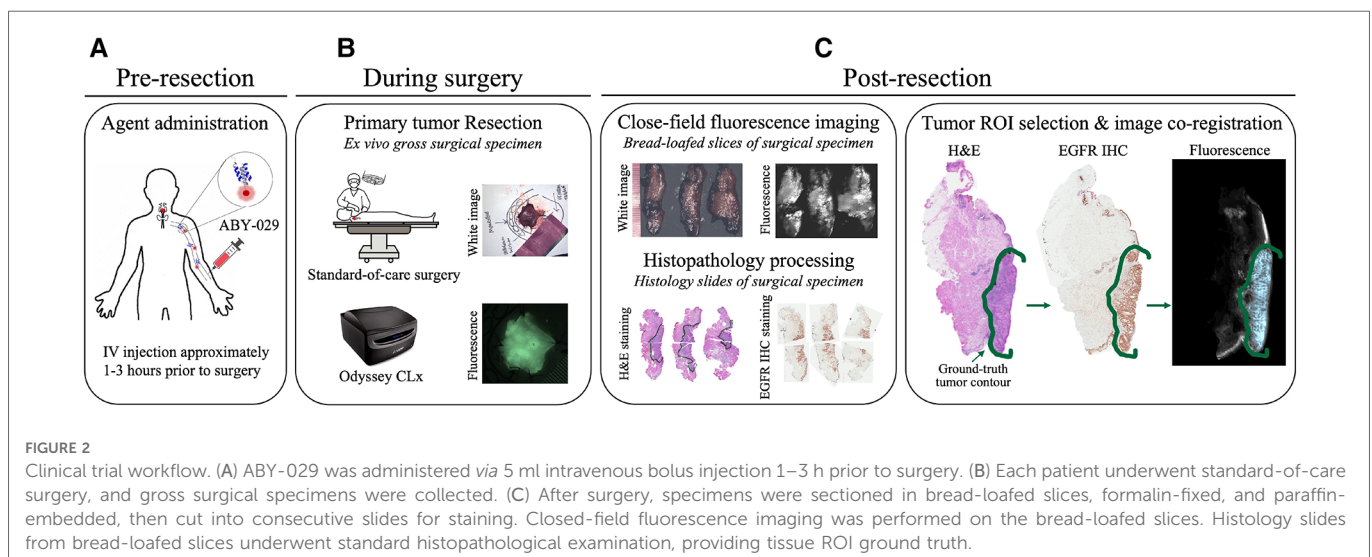 A
Pre-resection
Agent administration
ABY-029
IV injection approximately
1-3 hours prior to surgery
B
During surgery
Primary tumor Resection
Ex vivo gross surgical specimen
Standard-of-care surgery
White image
Odyssey CLx
Fluorescence
C
Post-resection
Close-field fluorescence imaging
Bread-loafed slices of surgical specimen
White image
Fluorescence
Histopathology processing
Histology slides of surgical specimen
H&E staining
EGFR IHC staining
Tumor ROI selection & image co-registration
H&E
EGFR IHC
Fluorescence
Ground-truth
tumor contour
FIGURE 2
Clinical trial workflow. (A) ABY-029 was administered via 5 ml intravenous bolus injection 1–3 h prior to surgery. (B) Each patient underwent standard-of-care
surgery, and gross surgical specimens were collected. (C) After surgery, specimens were sectioned in bread-loafed slices, formalin-fixed, and paraffin-
embedded, then cut into consecutive slides for staining. Closed-field fluorescence imaging was performed on the bread-loafed slices. Histology slides
from bread-loafed slices underwent standard histopathological examination, providing tissue ROI ground truth.